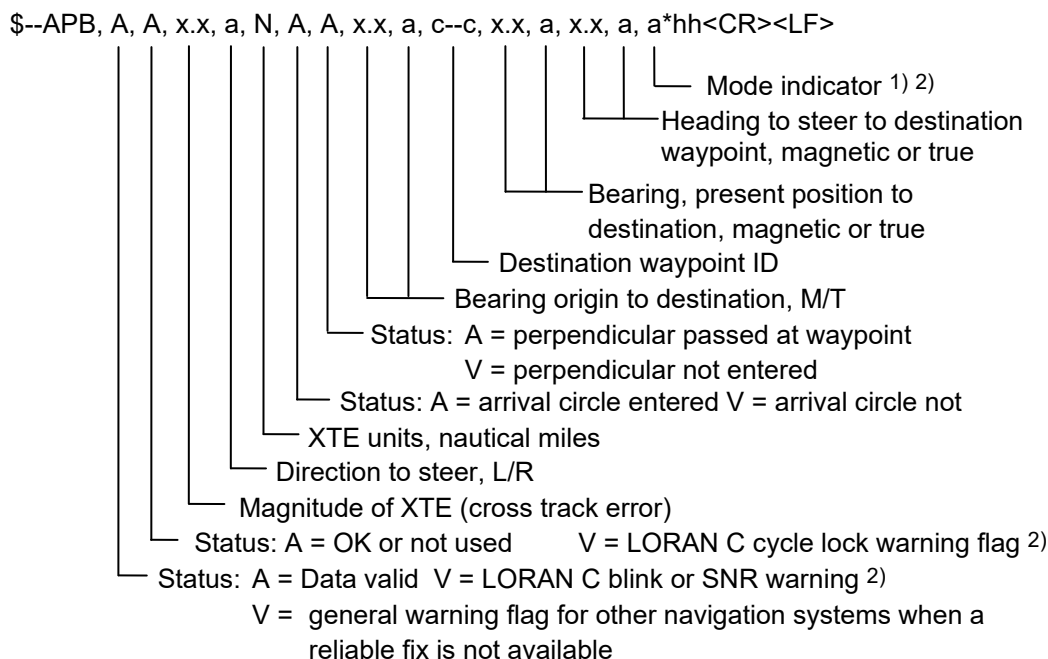 $--APB, A, A, x.x, a, N, A, A, x.x, a, c--c, x.x, a, x.x, a, a*hh<CR><LF>
Mode indicator 1) 2)
Heading to steer to destination
waypoint, magnetic or true
Bearing, present position to
destination, magnetic or true
Destination waypoint ID
Bearing origin to destination, M/T
Status: A = perpendicular passed at waypoint
V = perpendicular not entered
Status: A = arrival circle entered V = arrival circle not
XTE units, nautical miles
Direction to steer, L/R
Magnitude of XTE (cross track error)
Status: A = OK or not used V = LORAN C cycle lock warning flag 2)
Status: A = Data valid V = LORAN C blink or SNR warning 2)
V = general warning flag for other navigation systems when a
reliable fix is not available